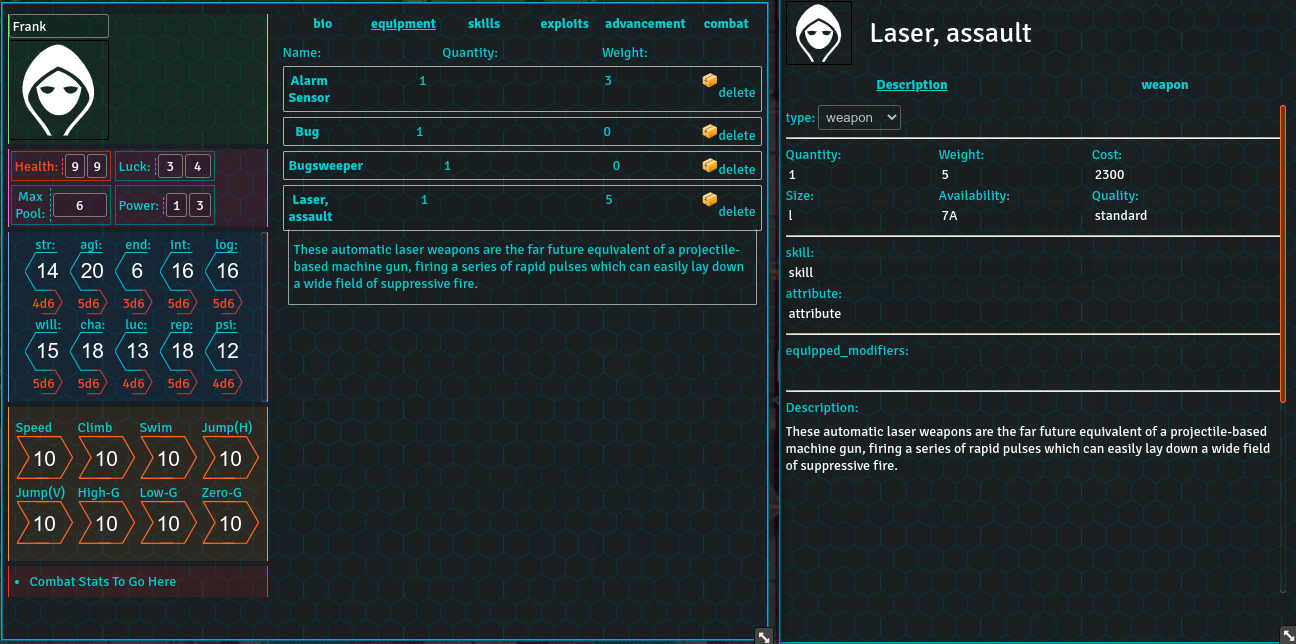 Frank
Health: 9 9 Luck: 3 4
Max Pool: 6 Power: 1 3
str: agi: end: int: log:
14 20 6 16 16
4d6 5d6 3d6 5d6 5d6
will: cha: luc: rep: psi:
15 18 13 18 12
5d6 5d6 4d6 5d6 4d6
Speed Climb Swim Jump(H)
10 10 10 10
Jump(V) High-G Low-G Zero-G
10 10 10 10
Combat Stats To Go Here
bio equipment skills exploits advancement combat
Name: Quantity: Weight:
Alarm Sensor 1 3 delete
Bug 1 0 delete
Bugsweeper 1 0 delete
Laser, assault 1 5 delete
These automatic laser weapons are the far future equivalent of a projectile-
based machine gun, firing a series of rapid pulses which can easily lay down
a wide field of suppressive fire.
Laser, assault
Description weapon
type: weapon
Quantity: Weight: Cost:
1 5 2300
Size: Availability: Quality:
l 7A standard
skill:
skill
attribute:
attribute
equipped_modifiers:
Description:
These automatic laser weapons are the far future equivalent of a projectile-based
machine gun, firing a series of rapid pulses which can easily lay down a wide field
of suppressive fire.